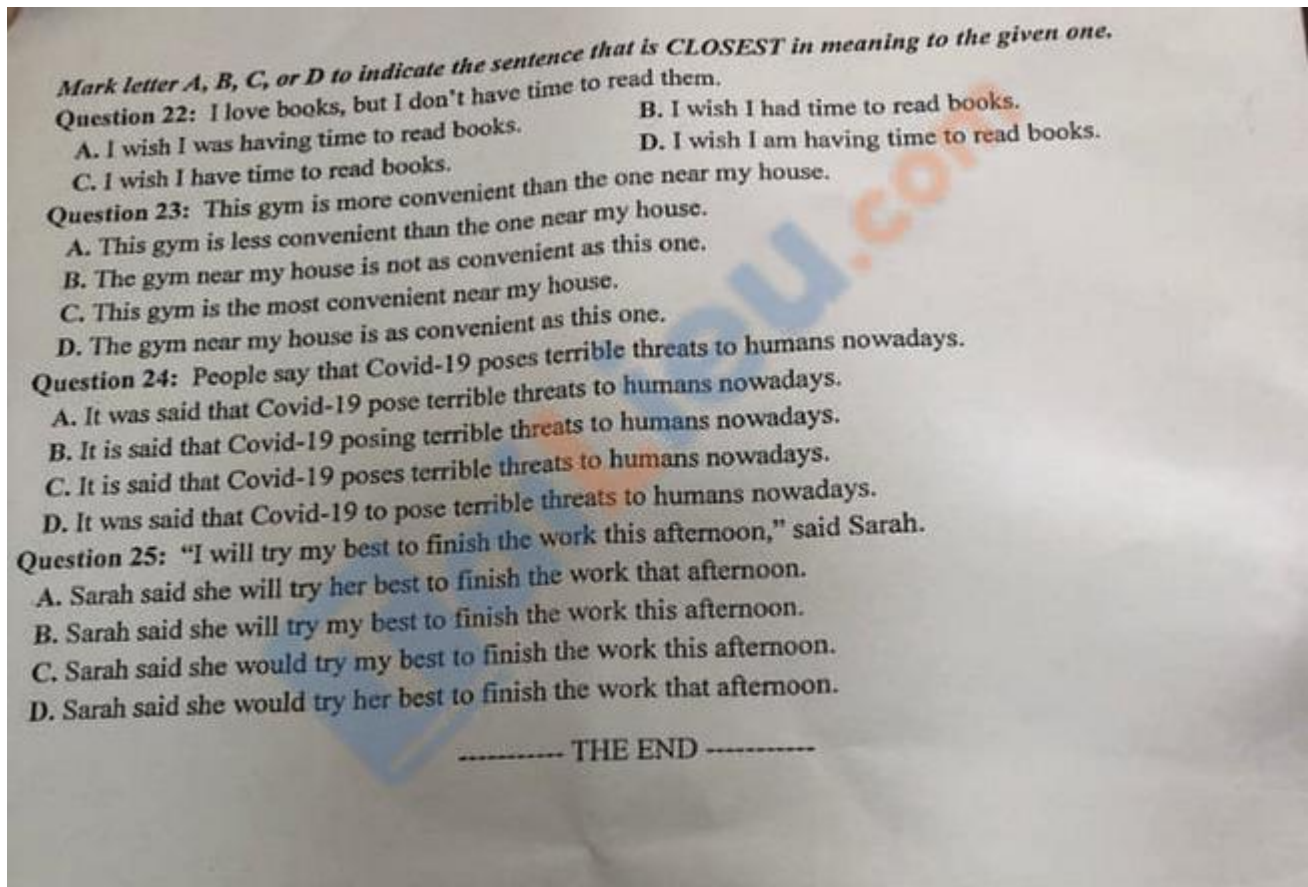 Mark letter A, B, C, or D to indicate the sentence that is CLOSEST in meaning to the given one.
Question 22: I love books, but I don't have time to read them.
A. I wish I was having time to read books.
B. I wish I had time to read books.
C. I wish I have time to read books.
D. I wish I am having time to read books.
Question 23: This gym is more convenient than the one near my house.
A. This gym is less convenient than the one near my house.
B. The gym near my house is not as convenient as this one.
C. This gym is the most convenient near my house.
D. The gym near my house is as convenient as this one.
Question 24: People say that Covid-19 poses terrible threats to humans nowadays.
A. It was said that Covid-19 pose terrible threats to humans nowadays.
B. It is said that Covid-19 posing terrible threats to humans nowadays.
C. It is said that Covid-19 poses terrible threats to humans nowadays.
D. It was said that Covid-19 to pose terrible threats to humans nowadays.
Question 25: "I will try my best to finish the work this afternoon," said Sarah.
A. Sarah said she will try her best to finish the work that afternoon.
B. Sarah said she will try my best to finish the work this afternoon.
C. Sarah said she would try my best to finish the work this afternoon.
D. Sarah said she would try her best to finish the work that afternoon.
----------- THE END -----------